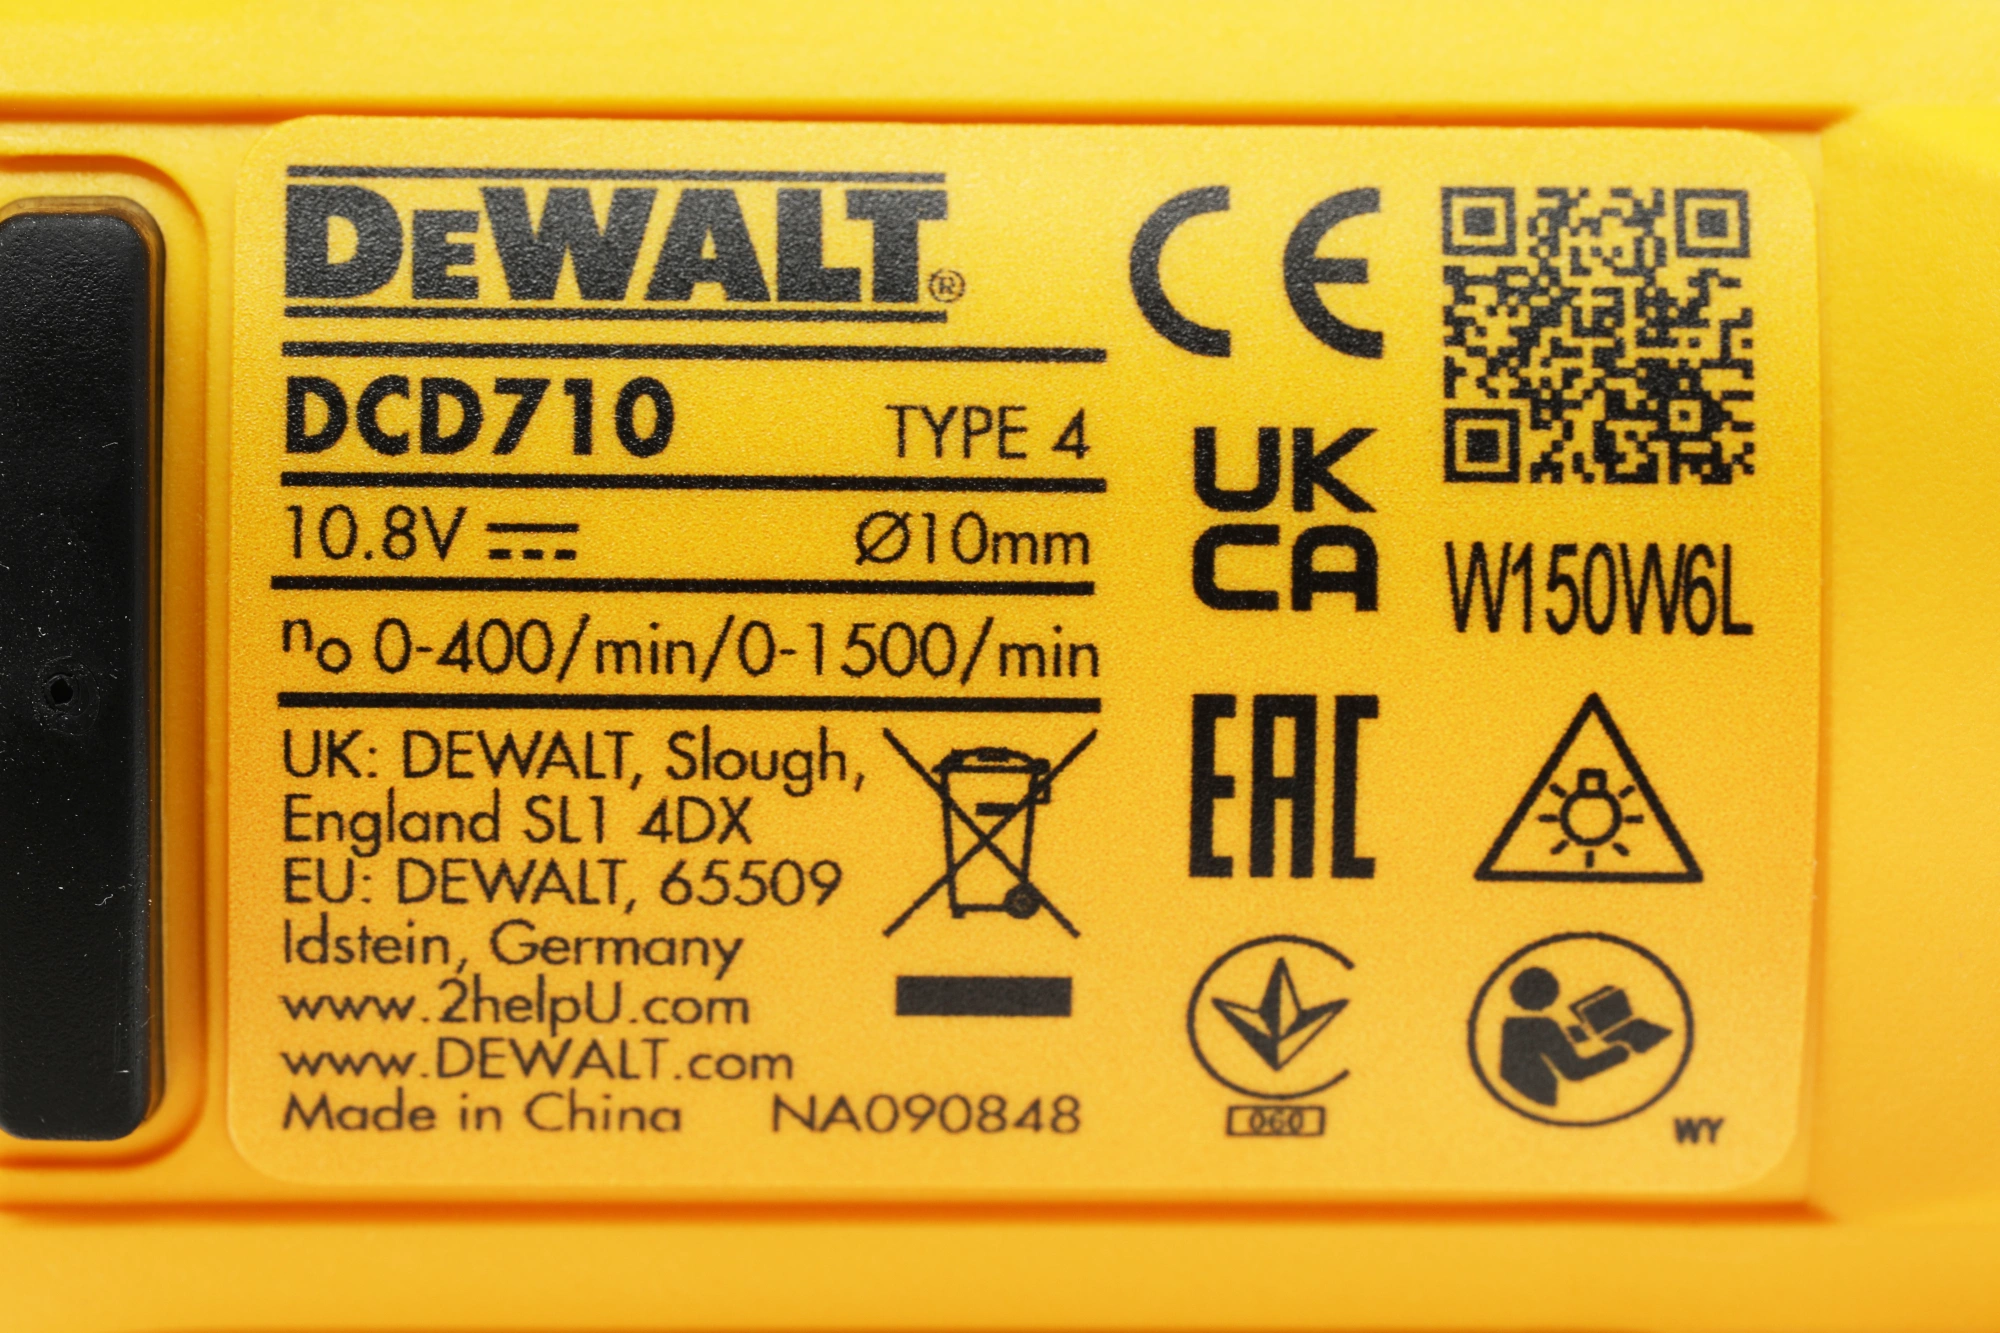 DEWALT®
DCD710 TYPE 4
10.8V ⎓ Ø10mm
no 0-400/min/0-1500/min
UK: DEWALT, Slough,
England SL1 4DX
EU: DEWALT, 65509
Idstein, Germany
www.2helpU.com
www.DEWALT.com
Made in China NA090848
CE
UK
CA
EAC
060
W150W6L
WY